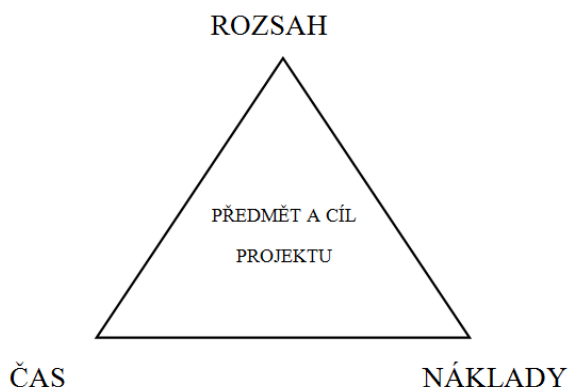 ROZSAH
PŘEDMĚT A CÍL
PROJEKTU
ČAS
NÁKLADY